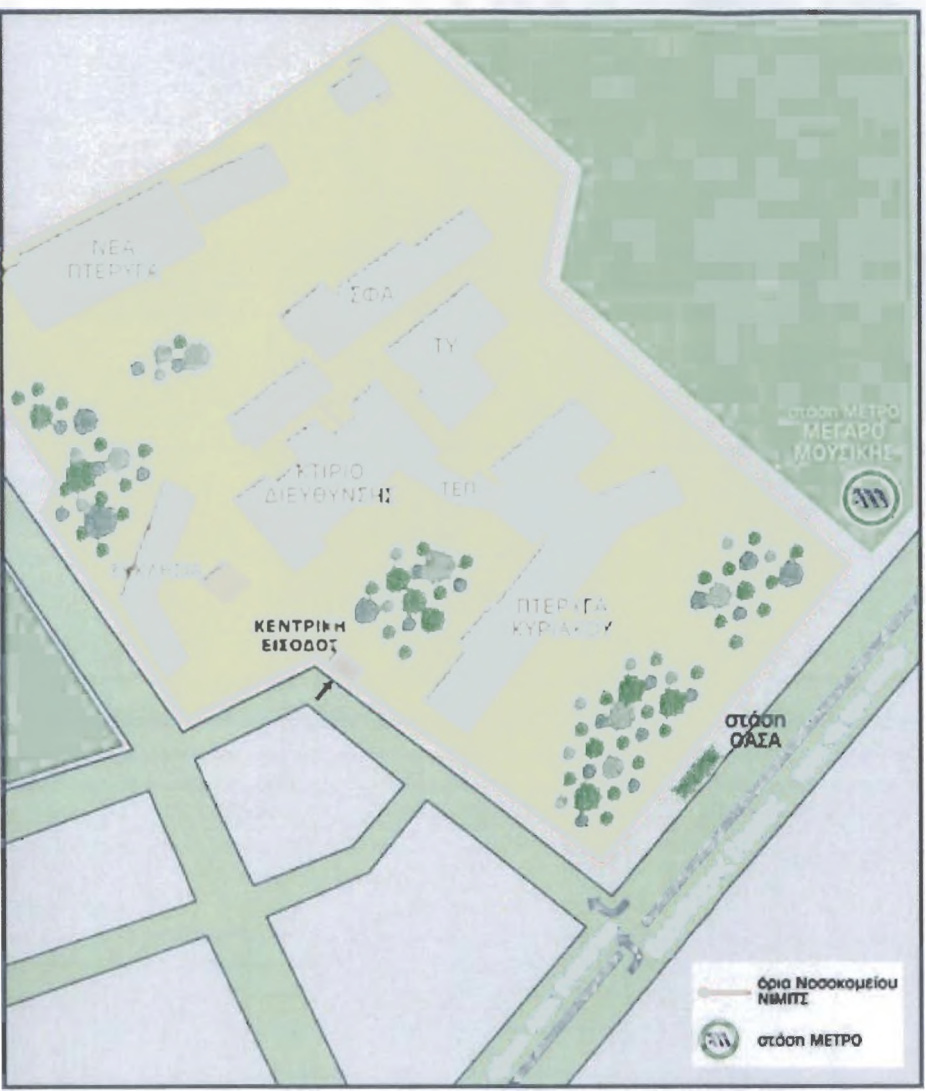 ΝΕΑ
ΠΤΕΡΥΓΑ
ΣΦΑ
ΤΥ
στάση ΜΕΤΡΟ
ΜΕΓΑΡΟ
ΜΟΥΣΙΚΗΣ
ΚΤΙΡΙΟ
ΔΙΕΥΘΥΝΣΗΣ
ΤΕΠ
ΕΚΚΛΗΣΙΑ
ΠΤΕΡΥΓΑ
ΚΥΡΙΑΚΟΥ
ΚΕΝΤΡΙΚΗ
ΕΙΣΟΔΟΣ
στάση
ΟΑΣΑ
όρια Νοσοκομείου
ΝΙΜΙΤΣ
στάση ΜΕΤΡΟ